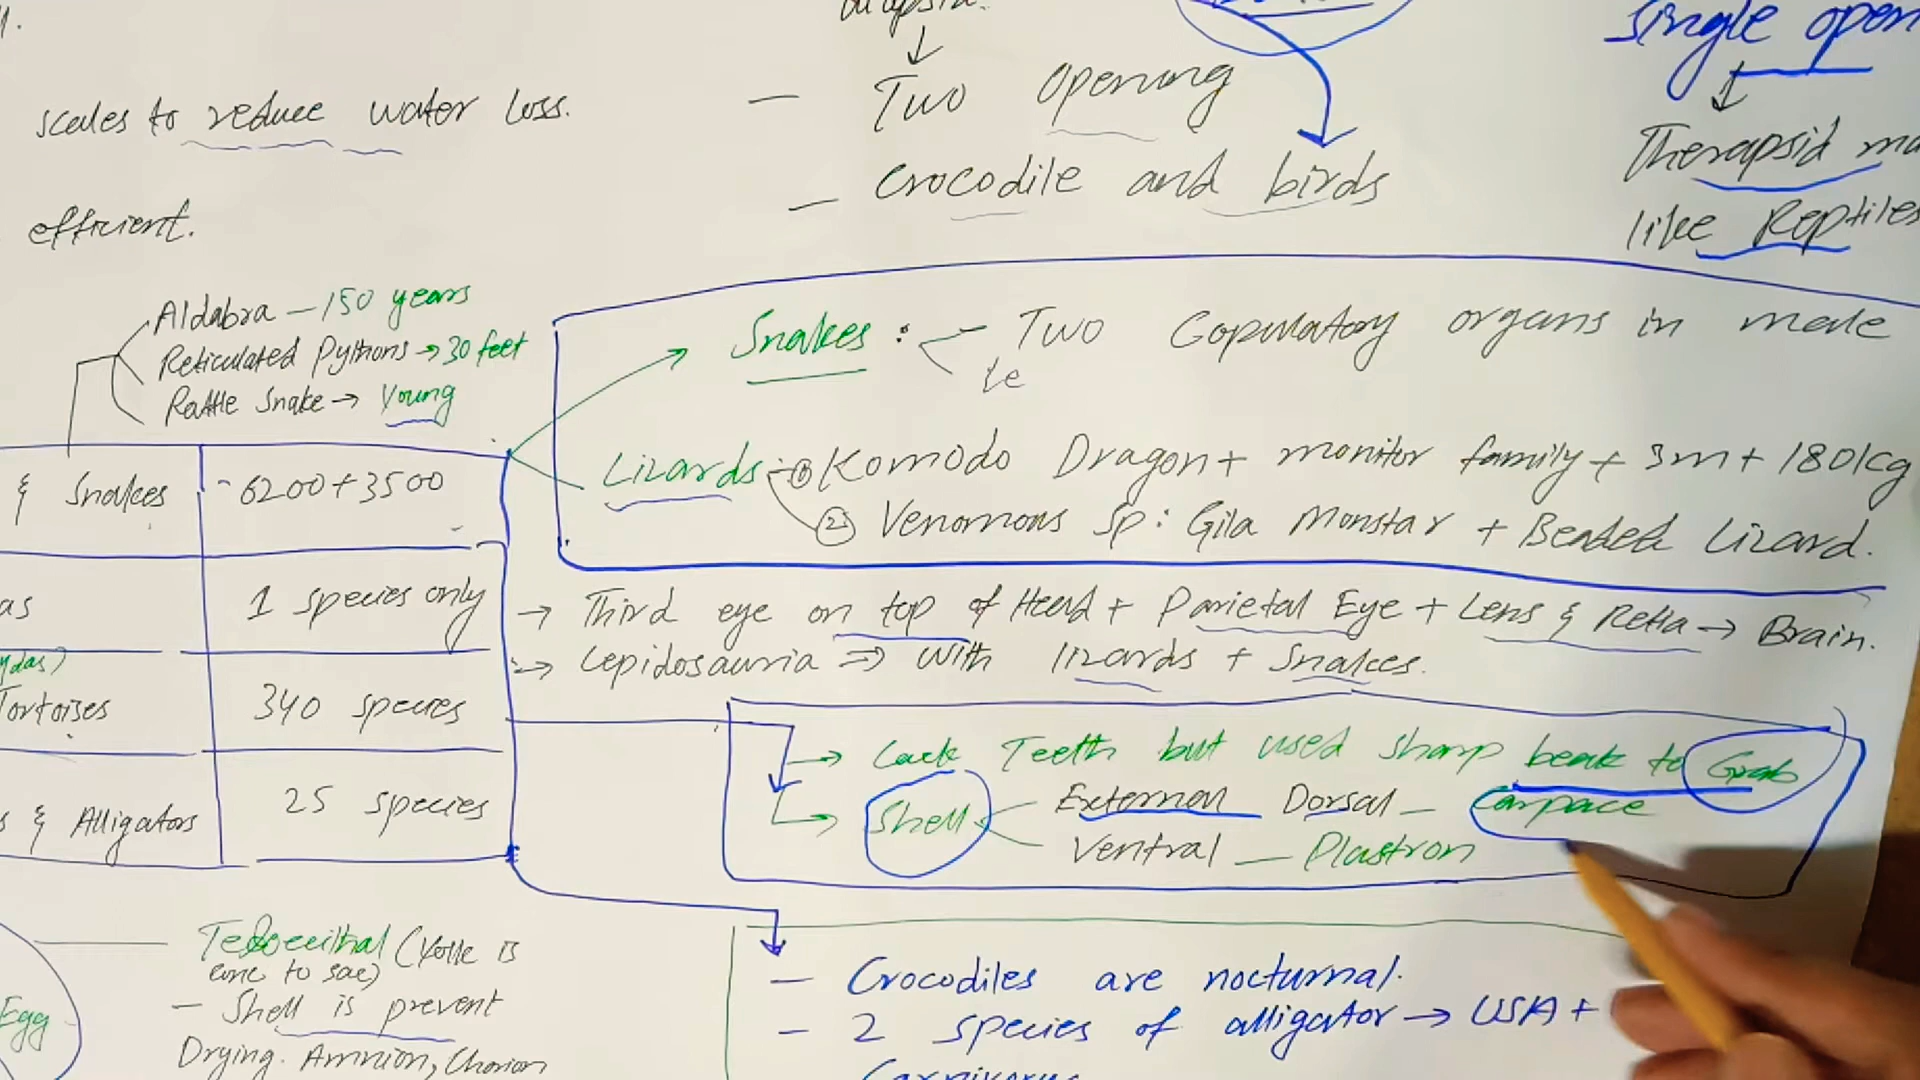 scales to reduce water loss.
efficient.
Two opening
Crocodile and birds
Single open
Therapsid ma
like Reptiles
Aldabra – 150 years
Reticulated Pythons → 30 feet
Rattle Snake → Young
Snakes : – Two Copulatory organs in male
Te
Lizards :- ① Komodo Dragon + monitor family + 3m + 180kg
② Venomous Sp: Gila Monstar + Beaded Lizard.
& Snakes 6200 + 3500
as 1 species only
→ Third eye on top of Head + Parietal Eye + Lens & Retia → Brain.
→ Lepidosauria ⇒ with lizards + Snakes.
Tortoises 340 species
→ Lack Teeth but used sharp beak to Grab
→ Shell External Dorsal – Carpace
Ventral – Plastron
s & Alligators 25 species
(Yolk is
to sac)
– Shell is prevent
Drying. Amnion, Chorion
Egg
– Crocodiles are nocturnal.
– 2 species of alligator → USA +